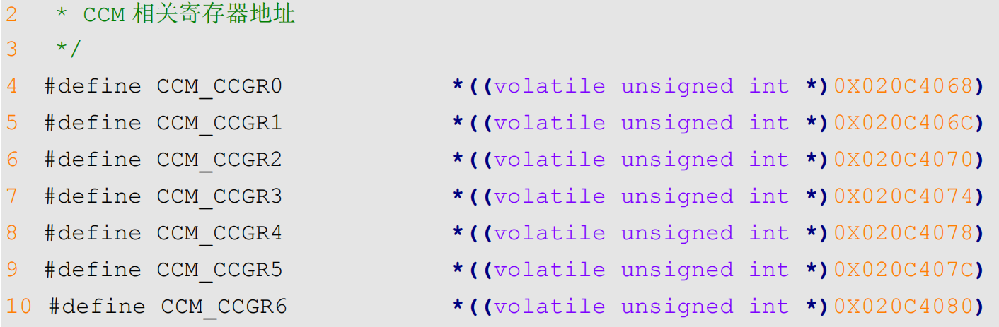 2 * CCM 相关寄存器地址
3 */
4 #define CCM_CCGR0 *((volatile unsigned int *)0X020C4068)
5 #define CCM_CCGR1 *((volatile unsigned int *)0X020C406C)
6 #define CCM_CCGR2 *((volatile unsigned int *)0X020C4070)
7 #define CCM_CCGR3 *((volatile unsigned int *)0X020C4074)
8 #define CCM_CCGR4 *((volatile unsigned int *)0X020C4078)
9 #define CCM_CCGR5 *((volatile unsigned int *)0X020C407C)
10 #define CCM_CCGR6 *((volatile unsigned int *)0X020C4080)